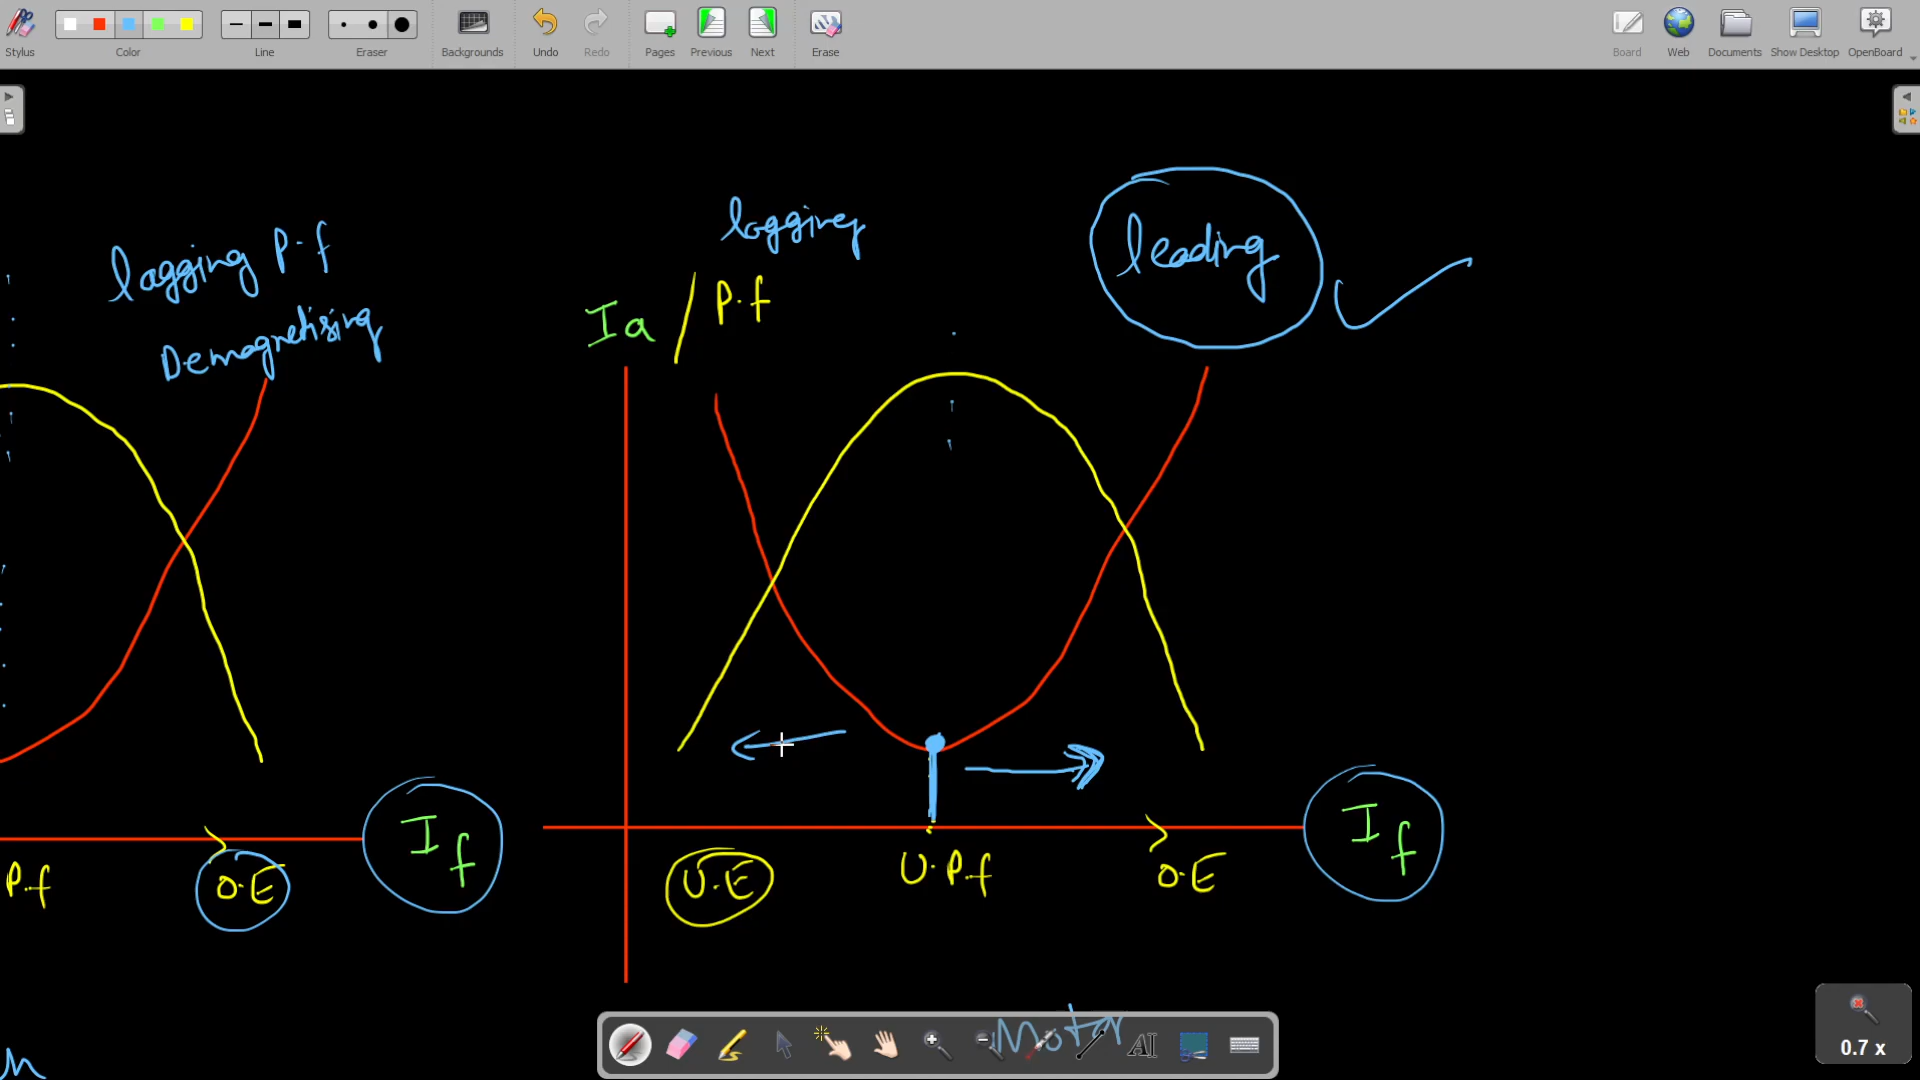 Stylus
Color
Line
Eraser
Backgrounds
Undo
Redo
Pages
Previous
Next
Erase
Board
Web
Documents
Show Desktop
OpenBoard
lagging P.f
Demagnetising
lagging
leading
Ia / P.f
P.f
O.E
If
U.E
U.P.f
O.E
If
Motor
0.7 x